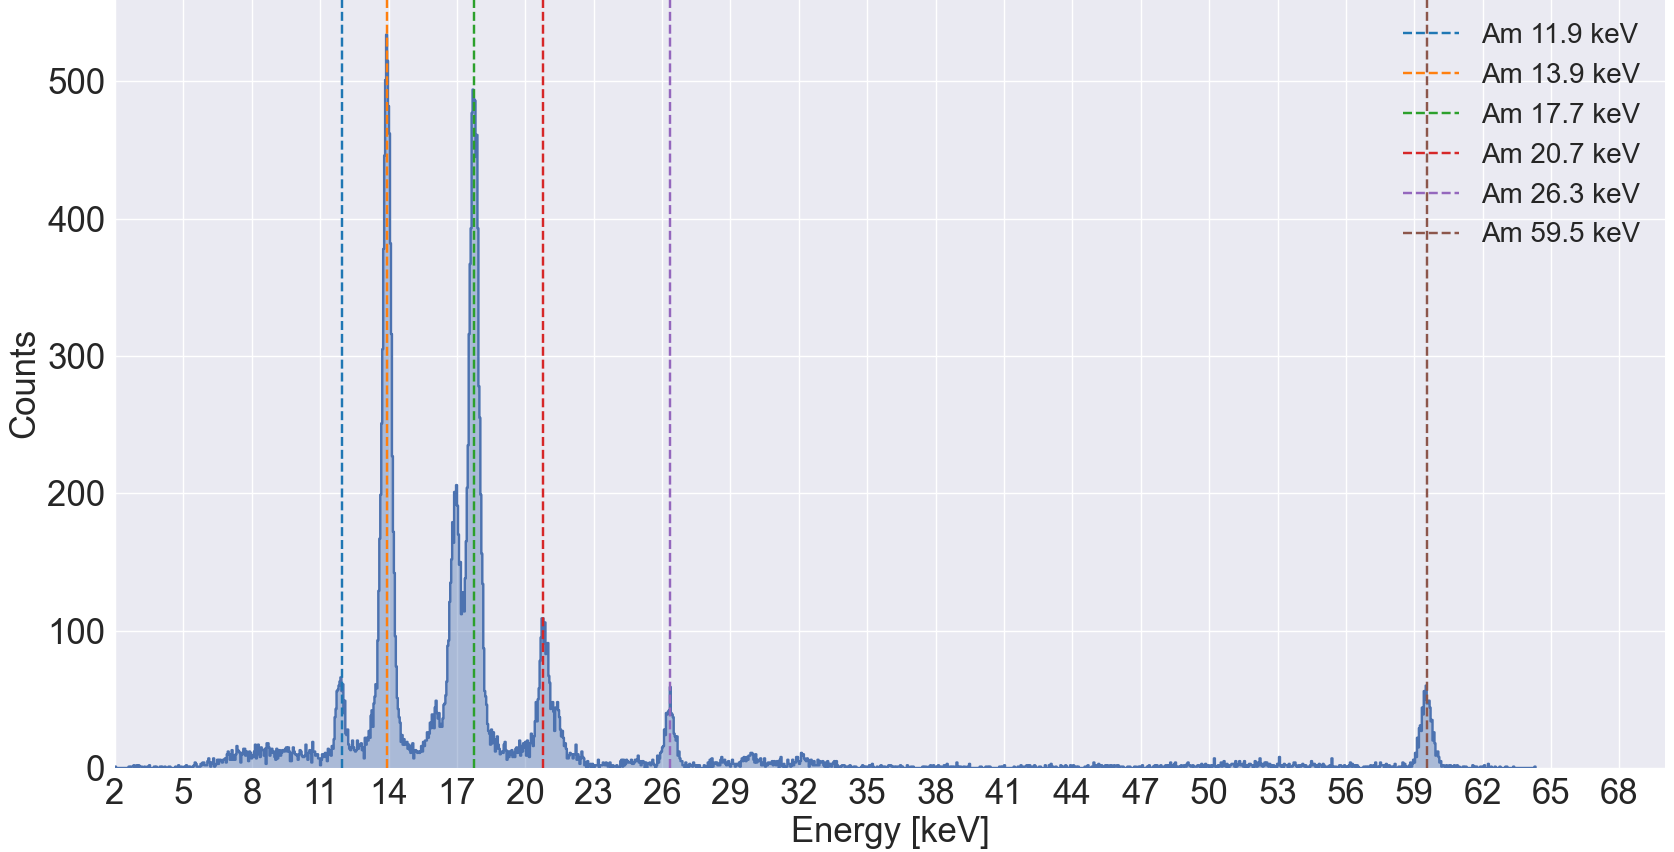 Am 11.9 keV
Am 13.9 keV
Am 17.7 keV
Am 20.7 keV
Am 26.3 keV
Am 59.5 keV
Counts
500
400
300
200
100
0
2 5 8 11 14 17 20 23 26 29 32 35 38 41 44 47 50 53 56 59 62 65 68
Energy [keV]